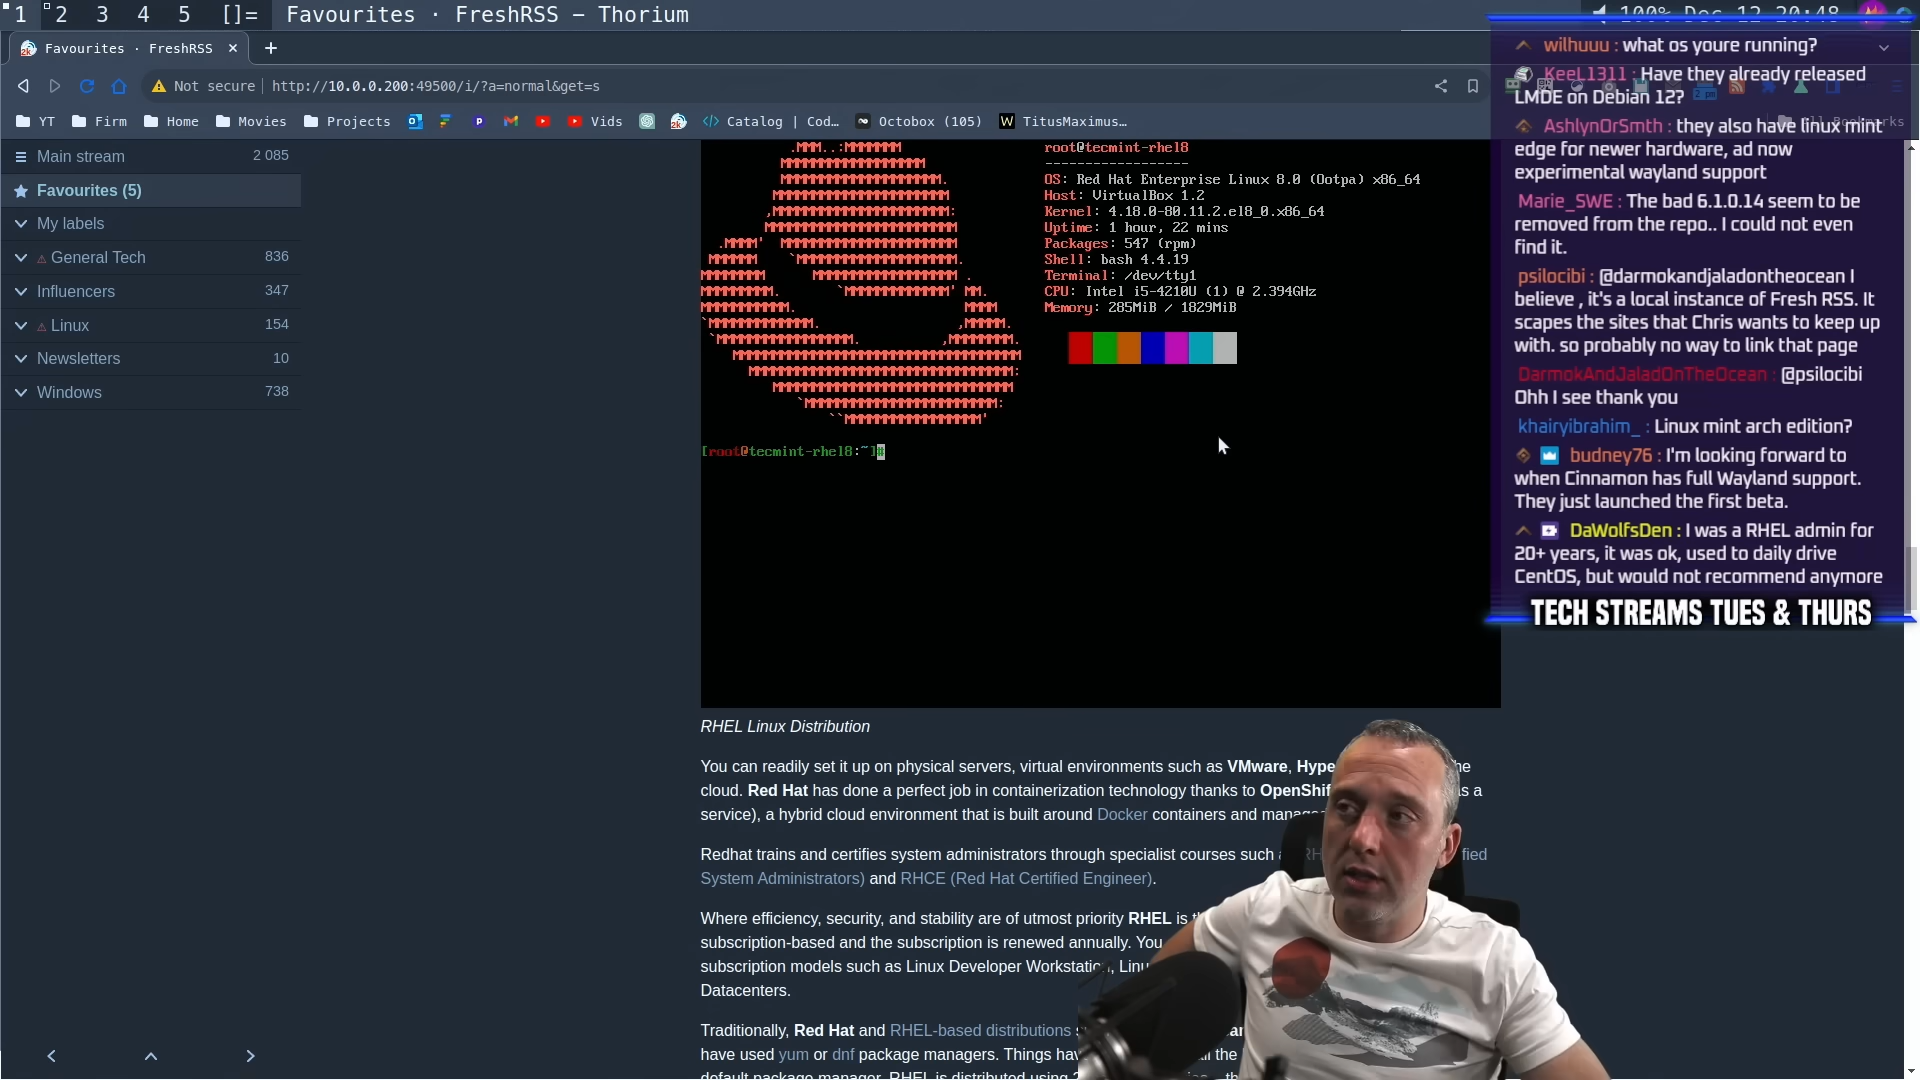 1 2 3 4 5 []= Favourites · FreshRSS – Thorium
100% Dec 12 20:48
Favourites · FreshRSS × +
Not secure | http://10.0.0.200:49500/i/?a=normal&get=s
YT Firm Home Movies Projects Vids Catalog | Cod... Octobox (105) TitusMaximus...
Main stream 2 085
Favourites (5)
My labels
General Tech 836
Influencers 347
Linux 154
Newsletters 10
Windows 738
root@tecmint-rhel8
------------------
OS: Red Hat Enterprise Linux 8.0 (Ootpa) x86_64
Host: VirtualBox 1.2
Kernel: 4.18.0-80.11.2.el8_0.x86_64
Uptime: 1 hour, 22 mins
Packages: 547 (rpm)
Shell: bash 4.4.19
Terminal: /dev/tty1
CPU: Intel i5-4210U (1) @ 2.394GHz
Memory: 285MiB / 1829MiB
[root@tecmint-rhel8:~]#
RHEL Linux Distribution
You can readily set it up on physical servers, virtual environments such as VMware, Hype
cloud. Red Hat has done a perfect job in containerization technology thanks to OpenShif
service), a hybrid cloud environment that is built around Docker containers and manage
Redhat trains and certifies system administrators through specialist courses such
System Administrators) and RHCE (Red Hat Certified Engineer).
Where efficiency, security, and stability are of utmost priority RHEL is
subscription-based and the subscription is renewed annually. You
subscription models such as Linux Developer Workstation,
Datacenters.
Traditionally, Red Hat and RHEL-based distributions
have used yum or dnf package managers. Things
default package manager. RHEL is distributed using
wilhuuu : what os youre running?
KeeL1311 : Have they already released
LMDE on Debian 12?
AshlynOrSmth : they also have linux mint
edge for newer hardware, ad now
experimental wayland support
Marie_SWE : The bad 6.1.0.14 seem to be
removed from the repo.. I could not even
find it.
psilocibi : @darmokandjaladontheocean I
believe , it's a local instance of Fresh RSS. It
scapes the sites that Chris wants to keep up
with. so probably no way to link that page
DarmokAndJaladOnTheOcean : @psilocibi
Ohh I see thank you
khairyibrahim_ : Linux mint arch edition?
budney76 : I'm looking forward to
when Cinnamon has full Wayland support.
They just launched the first beta.
DaWolfsDen : I was a RHEL admin for
20+ years, it was ok, used to daily drive
CentOS, but would not recommend anymore
TECH STREAMS TUES & THURS